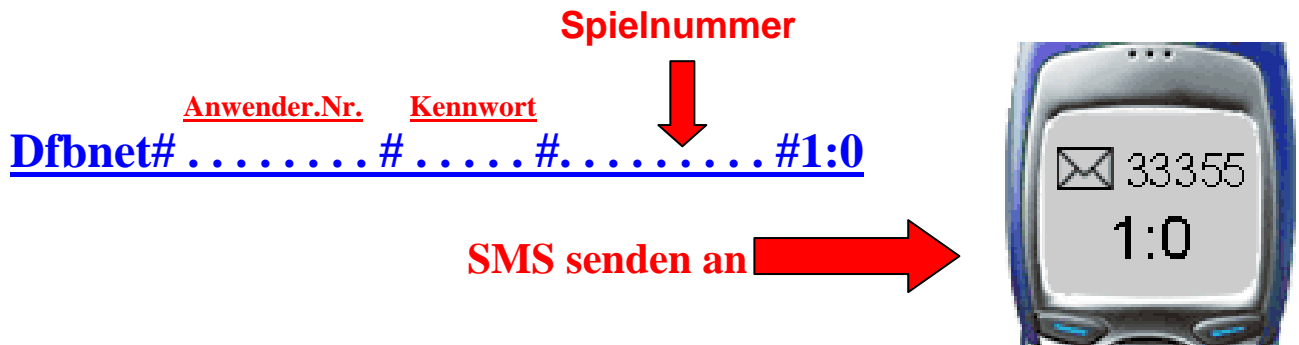 Spielnummer
Anwender.Nr. Kennwort
Dfbnet# . . . . . . . . # . . . . . #. . . . . . . . . #1:0
33355
1:0
SMS senden an